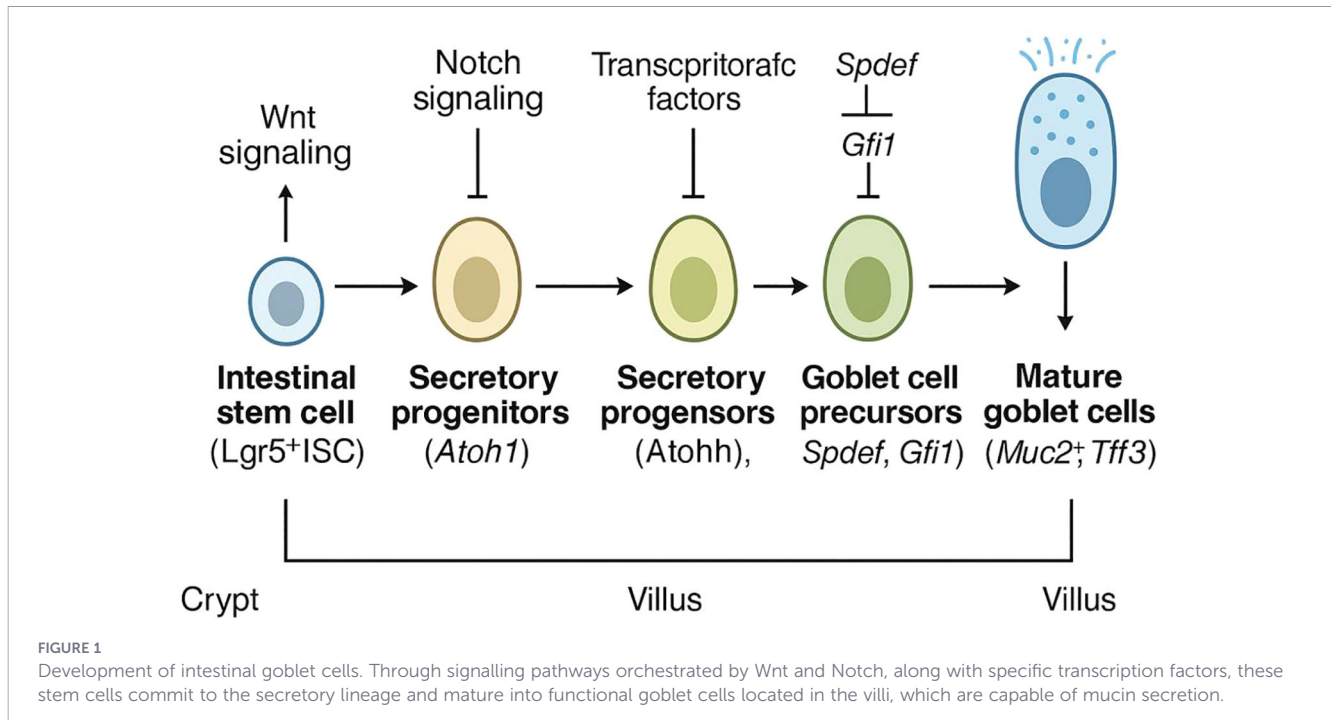 Wnt
signaling
Notch
signaling
Transcpritorafc
factors
Spdef
Gfi1
Intestinal
stem cell
(Lgr5+ISC)
Secretory
progenitors
(Atoh1)
Secretory
progensors
(Atohh),
Goblet cell
precursors
Spdef, Gfi1)
Mature
goblet cells
(Muc2+, Tff3)
Crypt
Villus
Villus
FIGURE 1
Development of intestinal goblet cells. Through signalling pathways orchestrated by Wnt and Notch, along with specific transcription factors, these
stem cells commit to the secretory lineage and mature into functional goblet cells located in the villi, which are capable of mucin secretion.